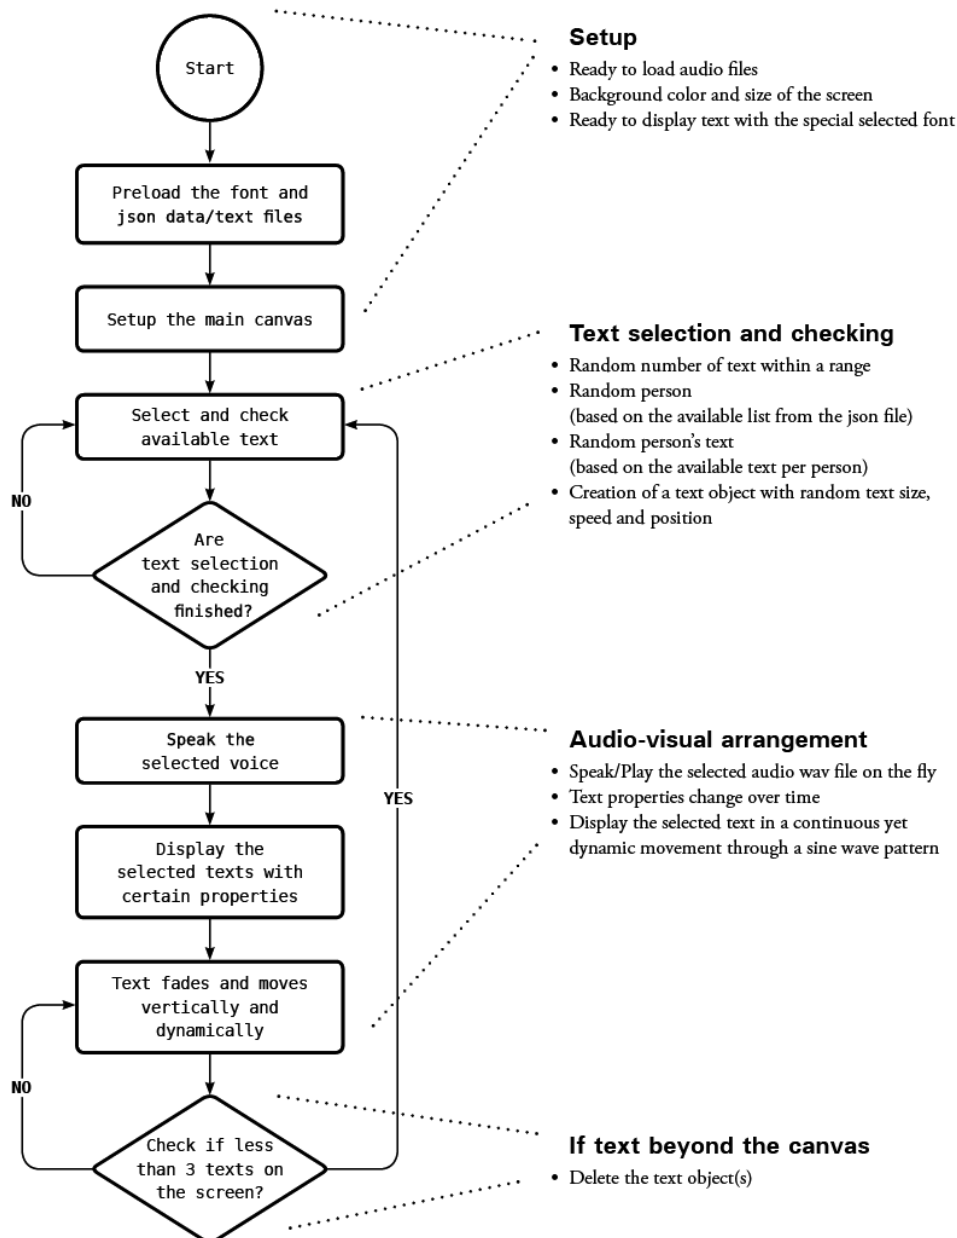 Start
Preload the font and
json data/text files
Setup the main canvas
Select and check
available text
NO
Are
text selection
and checking
finished?
YES
Speak the
selected voice
YES
Display the
selected texts with
certain properties
Text fades and moves
vertically and
dynamically
NO
Check if less
than 3 texts on
the screen?
Setup
• Ready to load audio files
• Background color and size of the screen
• Ready to display text with the special selected font
Text selection and checking
• Random number of text within a range
• Random person
(based on the available list from the json file)
• Random person’s text
(based on the available text per person)
• Creation of a text object with random text size,
speed and position
Audio-visual arrangement
• Speak/Play the selected audio wav file on the fly
• Text properties change over time
• Display the selected text in a continuous yet
dynamic movement through a sine wave pattern
If text beyond the canvas
• Delete the text object(s)